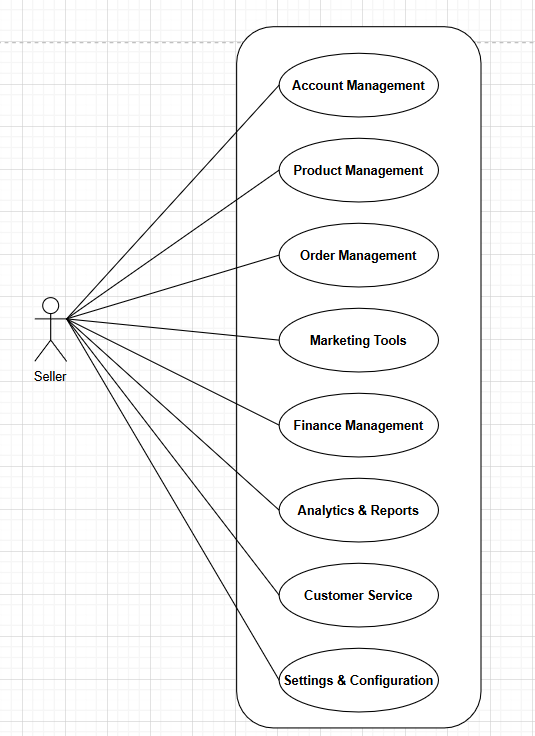 Account Management
Product Management
Order Management
Marketing Tools
Seller
Finance Management
Analytics & Reports
Customer Service
Settings & Configuration